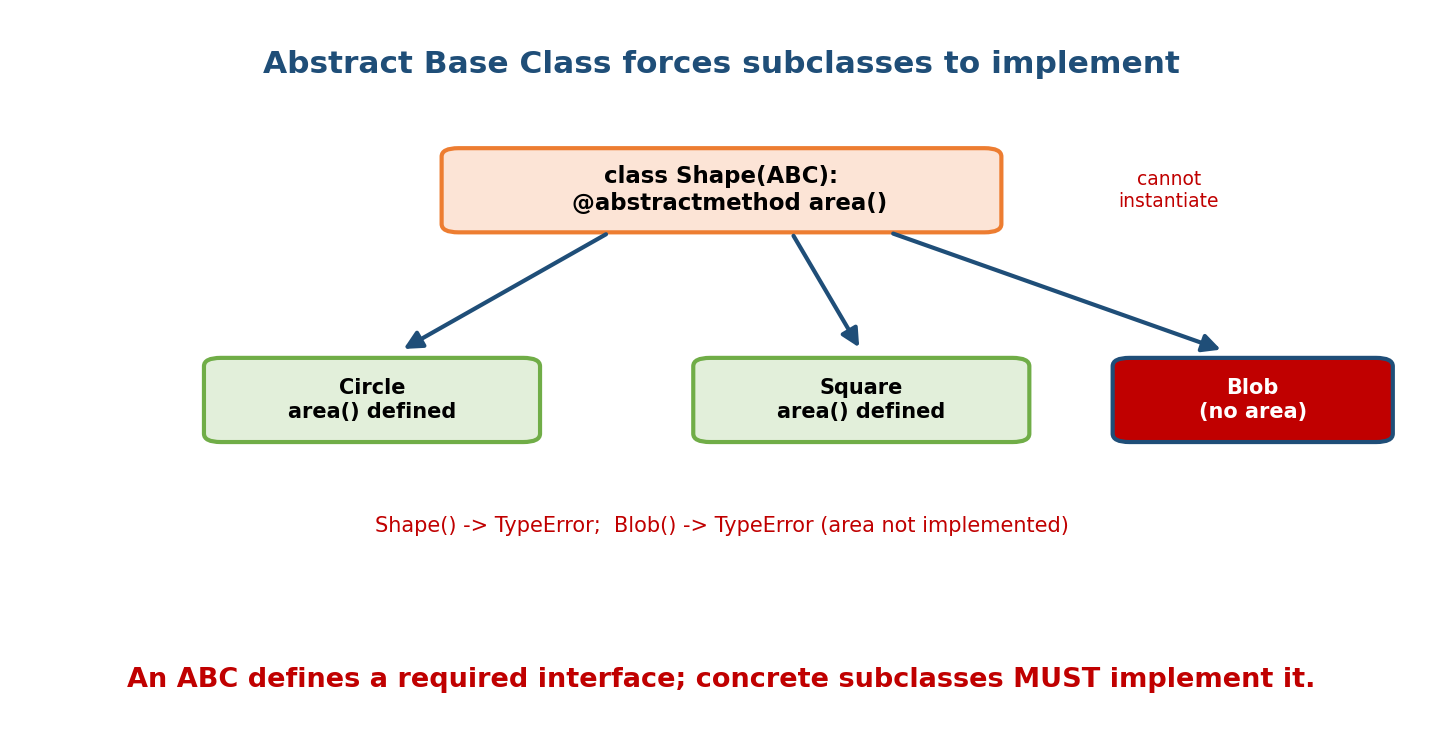 Abstract Base Class forces subclasses to implement
class Shape(ABC):
@abstractmethod area()
cannot
instantiate
Circle
area() defined
Square
area() defined
Blob
(no area)
Shape() -> TypeError;  Blob() -> TypeError (area not implemented)
An ABC defines a required interface; concrete subclasses MUST implement it.